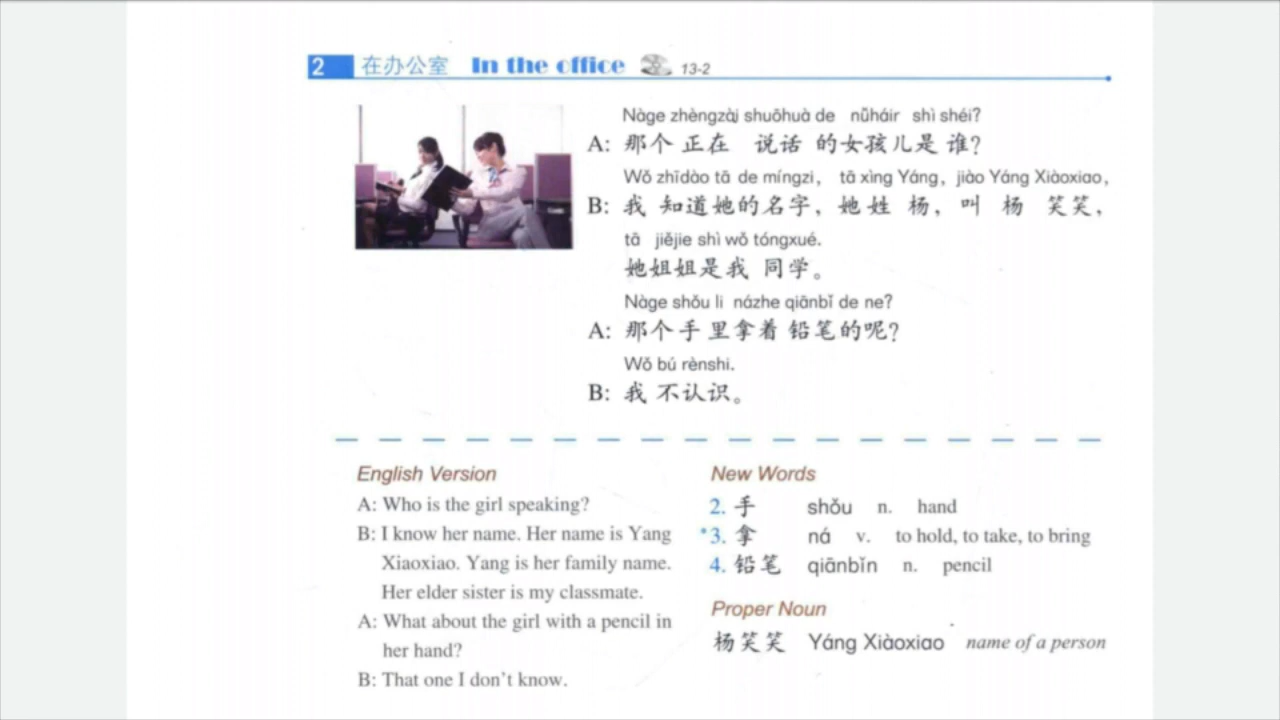 2 在办公室 In the office 13-2
Nàge zhèngzài shuōhuà de nǚháir shì shéi?
A: 那个 正在 说话 的女孩儿是 谁?
Wǒ zhīdào tā de míngzi, tā xìng Yáng, jiào Yáng Xiàoxiao,
B: 我 知道她的名字, 她 姓 杨, 叫 杨 笑笑,
tā jiějie shì wǒ tóngxué.
她姐姐是我 同学。
Nàge shǒu li názhe qiānbǐ de ne?
A: 那个手 里拿着 铅笔的呢?
Wǒ bú rènshi.
B: 我 不认识。
English Version
A: Who is the girl speaking?
B: I know her name. Her name is Yang
Xiaoxiao. Yang is her family name.
Her elder sister is my classmate.
A: What about the girl with a pencil in
her hand?
B: That one I don't know.
New Words
2. 手 shǒu n. hand
*3. 拿 ná v. to hold, to take, to bring
4. 铅笔 qiānbǐn n. pencil
Proper Noun
杨笑笑 Yáng Xiàoxiao name of a person